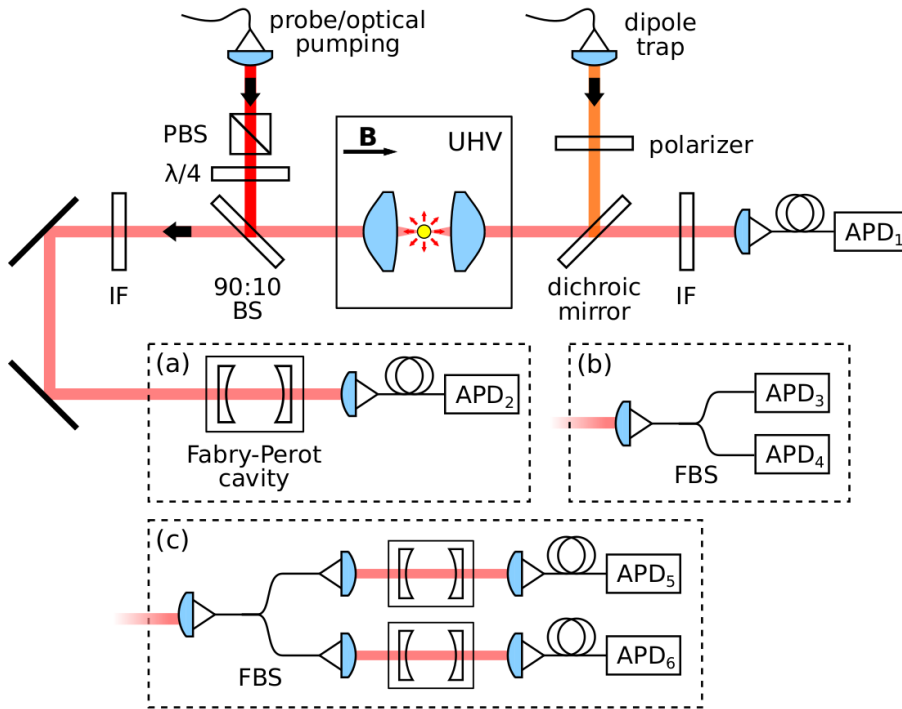 probe/optical
pumping
dipole
trap
PBS
λ/4
B
UHV
polarizer
IF
90:10
BS
dichroic
mirror
IF
APD₁
(a)
APD₂
Fabry-Perot
cavity
(b)
APD₃
APD₄
FBS
(c)
APD₅
APD₆
FBS